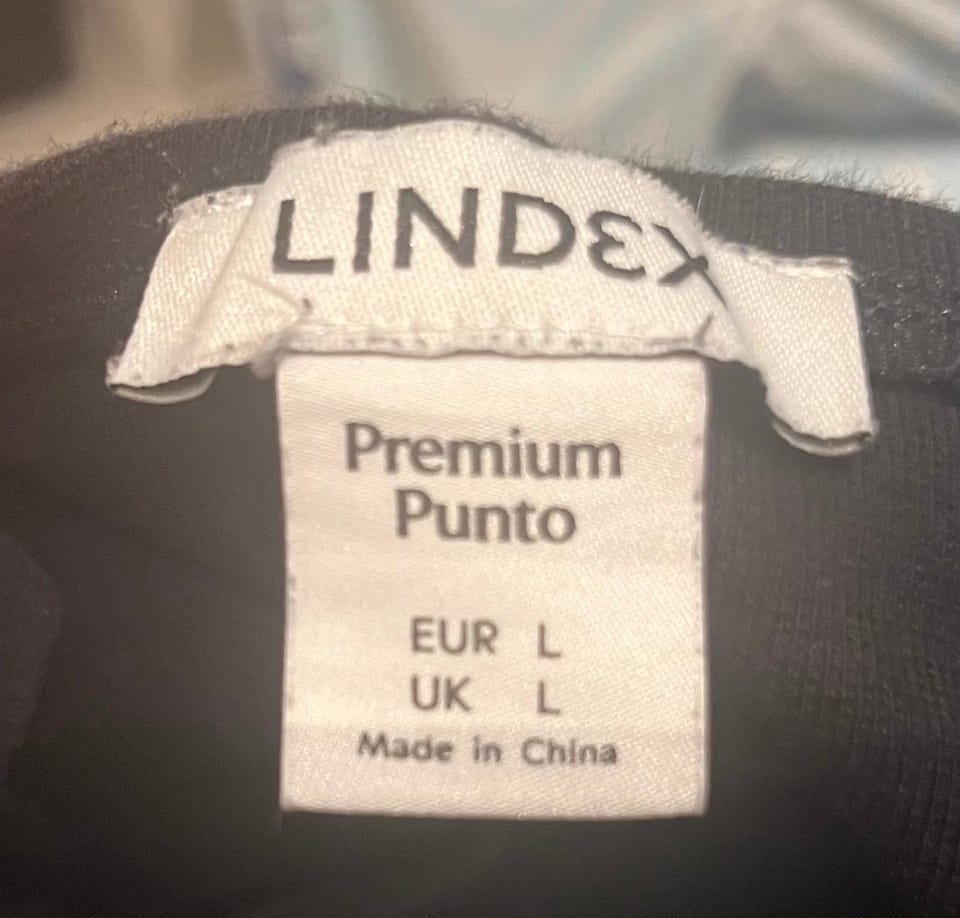 LINDEX
Premium
Punto
EUR L
UK L
Made in China